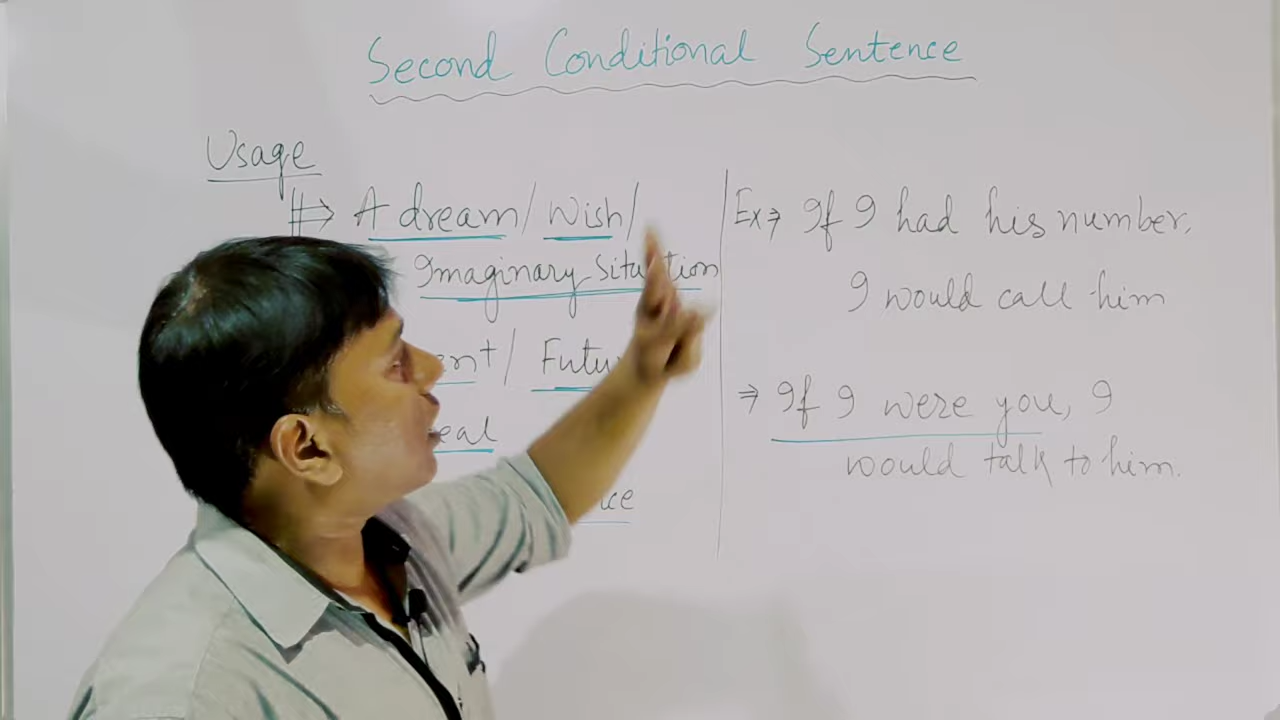 Second Conditional Sentence
Usage
⇒ A dream / Wish /
Imaginary Situation
/
Ex ⇒ If I had his number,
I would call him
⇒ If I were you, I
would talk to him.